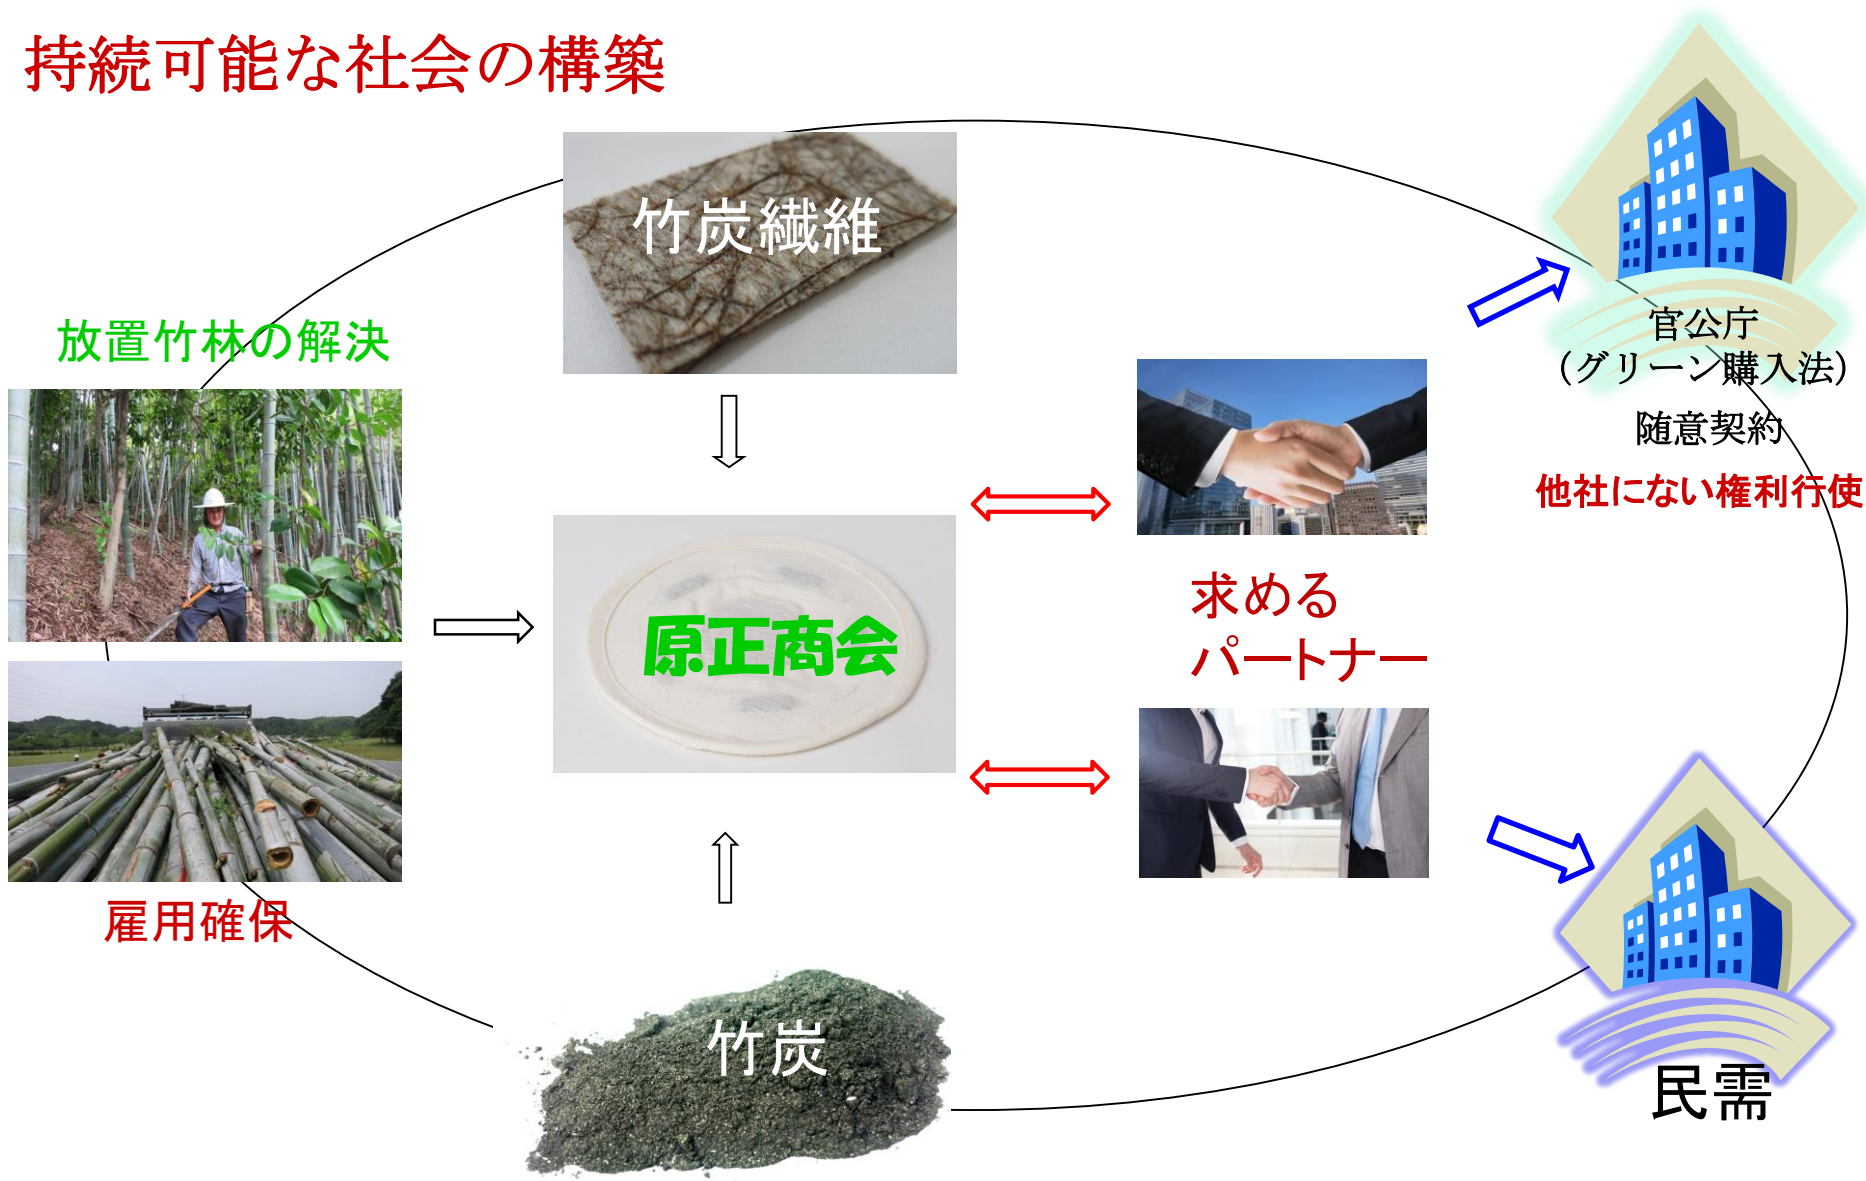 持続可能な社会の構築
竹炭繊維
放置竹林の解決
官公庁
（グリーン購入法）
随意契約
他社にない権利行使
原正商会
求める
パートナー
雇用確保
竹炭
民需